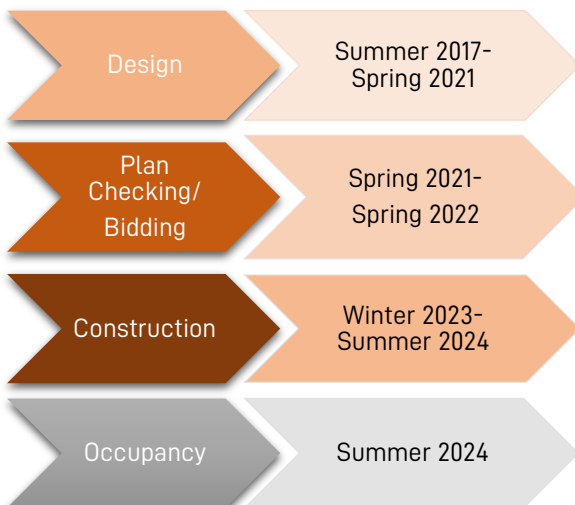 Design
Summer 2017-
Spring 2021
Plan
Checking/
Bidding
Spring 2021-
Spring 2022
Construction
Winter 2023-
Summer 2024
Occupancy
Summer 2024